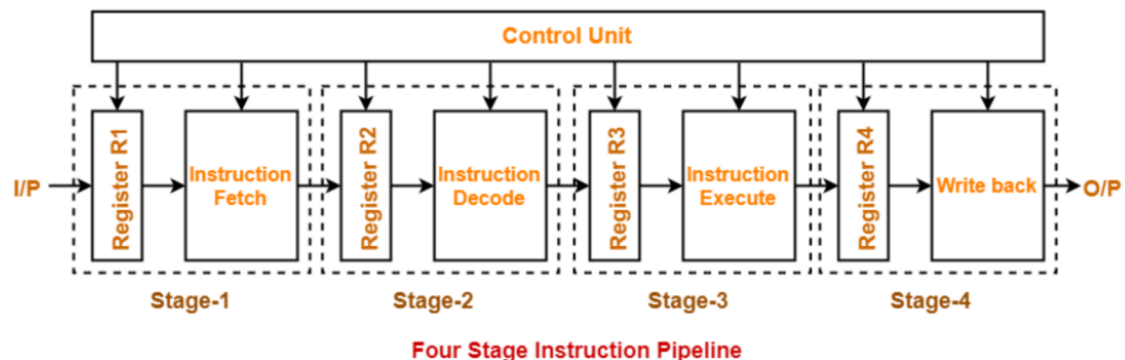 Control Unit
I/P
Register R1
Instruction
Fetch
Register R2
Instruction
Decode
Register R3
Instruction
Execute
Register R4
Write back
O/P
Stage-1
Stage-2
Stage-3
Stage-4
Four Stage Instruction Pipeline